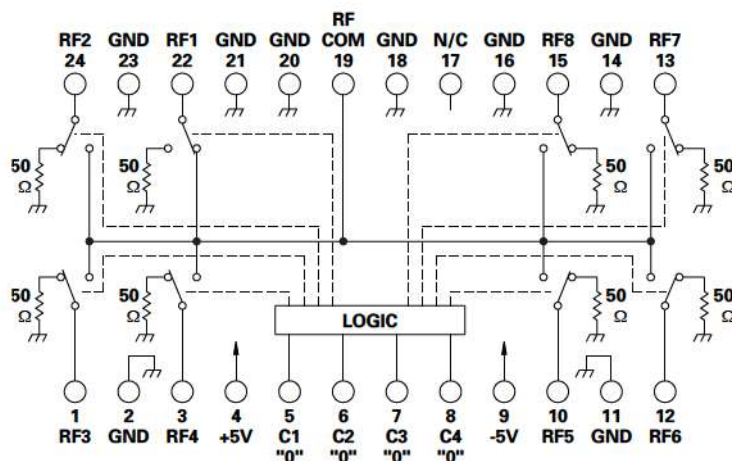 RF
RF2 GND RF1 GND GND COM GND N/C GND RF8 GND RF7
24 23 22 21 20 19 18 17 16 15 14 13
50 Ω 50 Ω 50 Ω 50 Ω
50 Ω 50 Ω 50 Ω 50 Ω
LOGIC
1 2 3 4 5 6 7 8 9 10 11 12
RF3 GND RF4 +5V C1 C2 C3 C4 -5V RF5 GND RF6
"0" "0" "0" "0"